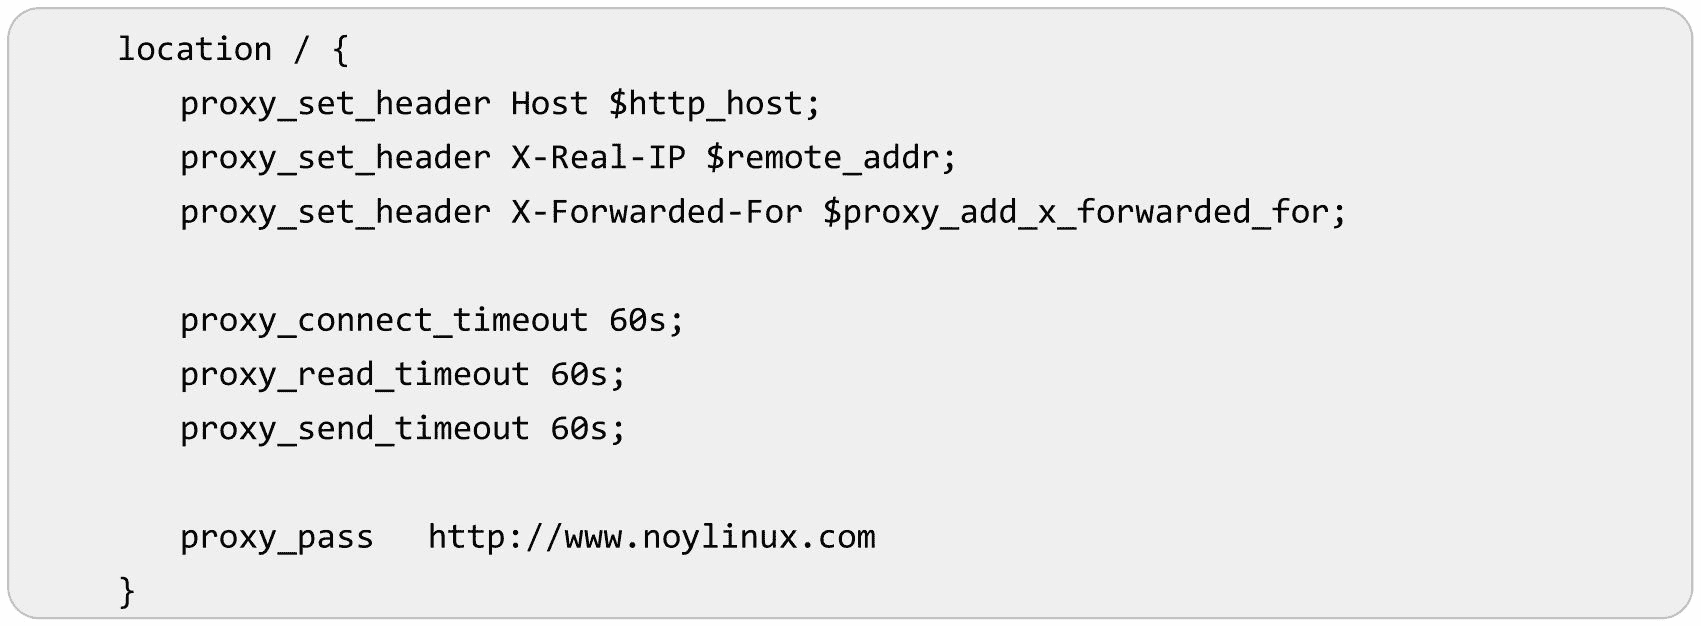 location / {
proxy_set_header Host $http_host;
proxy_set_header X-Real-IP $remote_addr;
proxy_set_header X-Forwarded-For $proxy_add_x_forwarded_for;
proxy_connect_timeout 60s;
proxy_read_timeout 60s;
proxy_send_timeout 60s;
proxy_pass http://www.noylinux.com
}